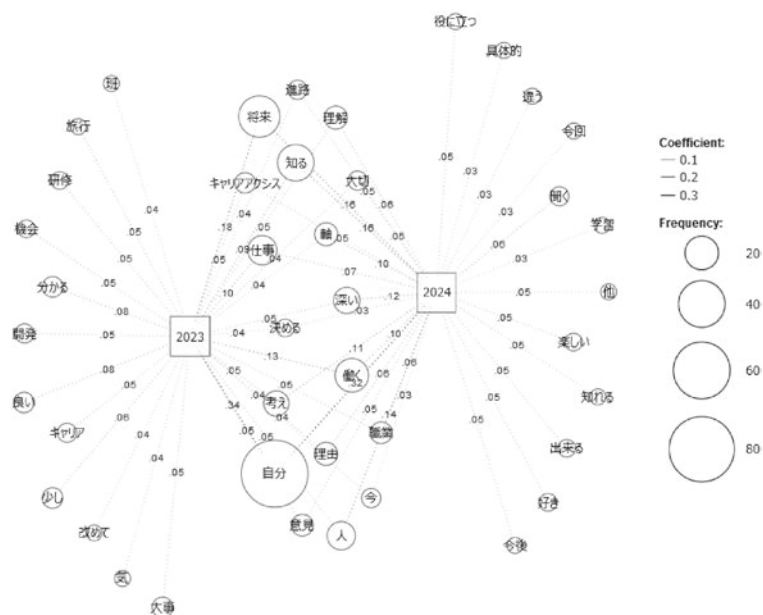 役に立つ
具体的
違う
今回
聞く
学習
他
楽しい
知れる
出来る
好き
今後
進路
将来
理解
知る
キャリアアクシス
大切
軸
仕事
深い
決める
働く
考え
職業
自分
理由
今
意見
人
班
旅行
研修
機会
分かる
開発
良い
キャリア
少し
改めて
気
大事
2023
2024
.04
.05
.05
.05
.08
.05
.08
.05
.06
.04
.04
.05
.18
.04
.05
.05
.09
.04
.10
.04
.04
.05
.03
.13
.05
.04
.05
.04
.34
.05
.05
.05
.06
.16
.16
.05
.05
.10
.07
.12
.11
.10
.32
.06
.06
.03
.05
.14
.05
.03
.03
.03
.06
.03
.05
.05
.05
.05
.05
.05
Coefficient:
0.1
0.2
0.3
Frequency:
20
40
60
80